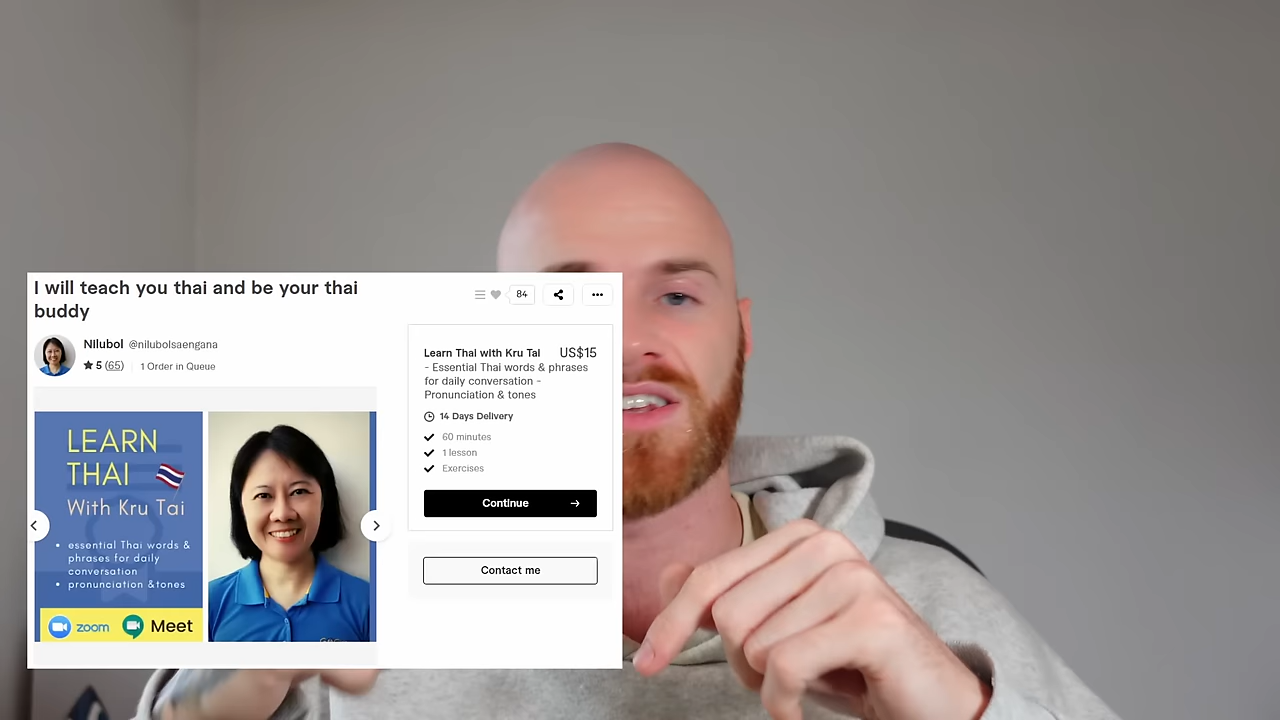 I will teach you thai and be your thai
buddy
84
Nilubol @nilubolsaengana
5 (65) 1 Order in Queue
LEARN
THAI
With Kru Tai
• essential Thai words &
phrases for daily
conversation
• pronunciation &tones
zoom Meet
Learn Thai with Kru Tai US$15
- Essential Thai words & phrases
for daily conversation -
Pronunciation & tones
14 Days Delivery
60 minutes
1 lesson
Exercises
Continue
Contact me